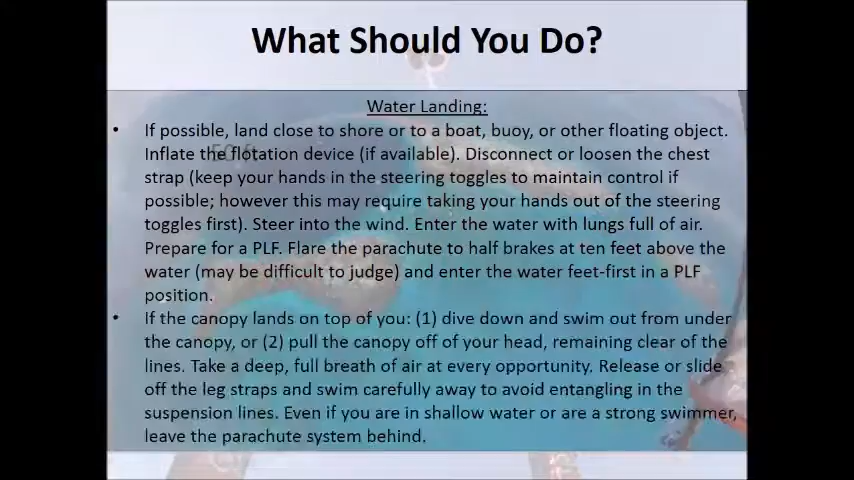 What Should You Do?
Water Landing:
• If possible, land close to shore or to a boat, buoy, or other floating object.
Inflate the flotation device (if available). Disconnect or loosen the chest
strap (keep your hands in the steering toggles to maintain control if
possible; however this may require taking your hands out of the steering
toggles first). Steer into the wind. Enter the water with lungs full of air.
Prepare for a PLF. Flare the parachute to half brakes at ten feet above the
water (may be difficult to judge) and enter the water feet-first in a PLF
position.
• If the canopy lands on top of you: (1) dive down and swim out from under
the canopy, or (2) pull the canopy off of your head, remaining clear of the
lines. Take a deep, full breath of air at every opportunity. Release or slide
off the leg straps and swim carefully away to avoid entangling in the
suspension lines. Even if you are in shallow water or are a strong swimmer,
leave the parachute system behind.